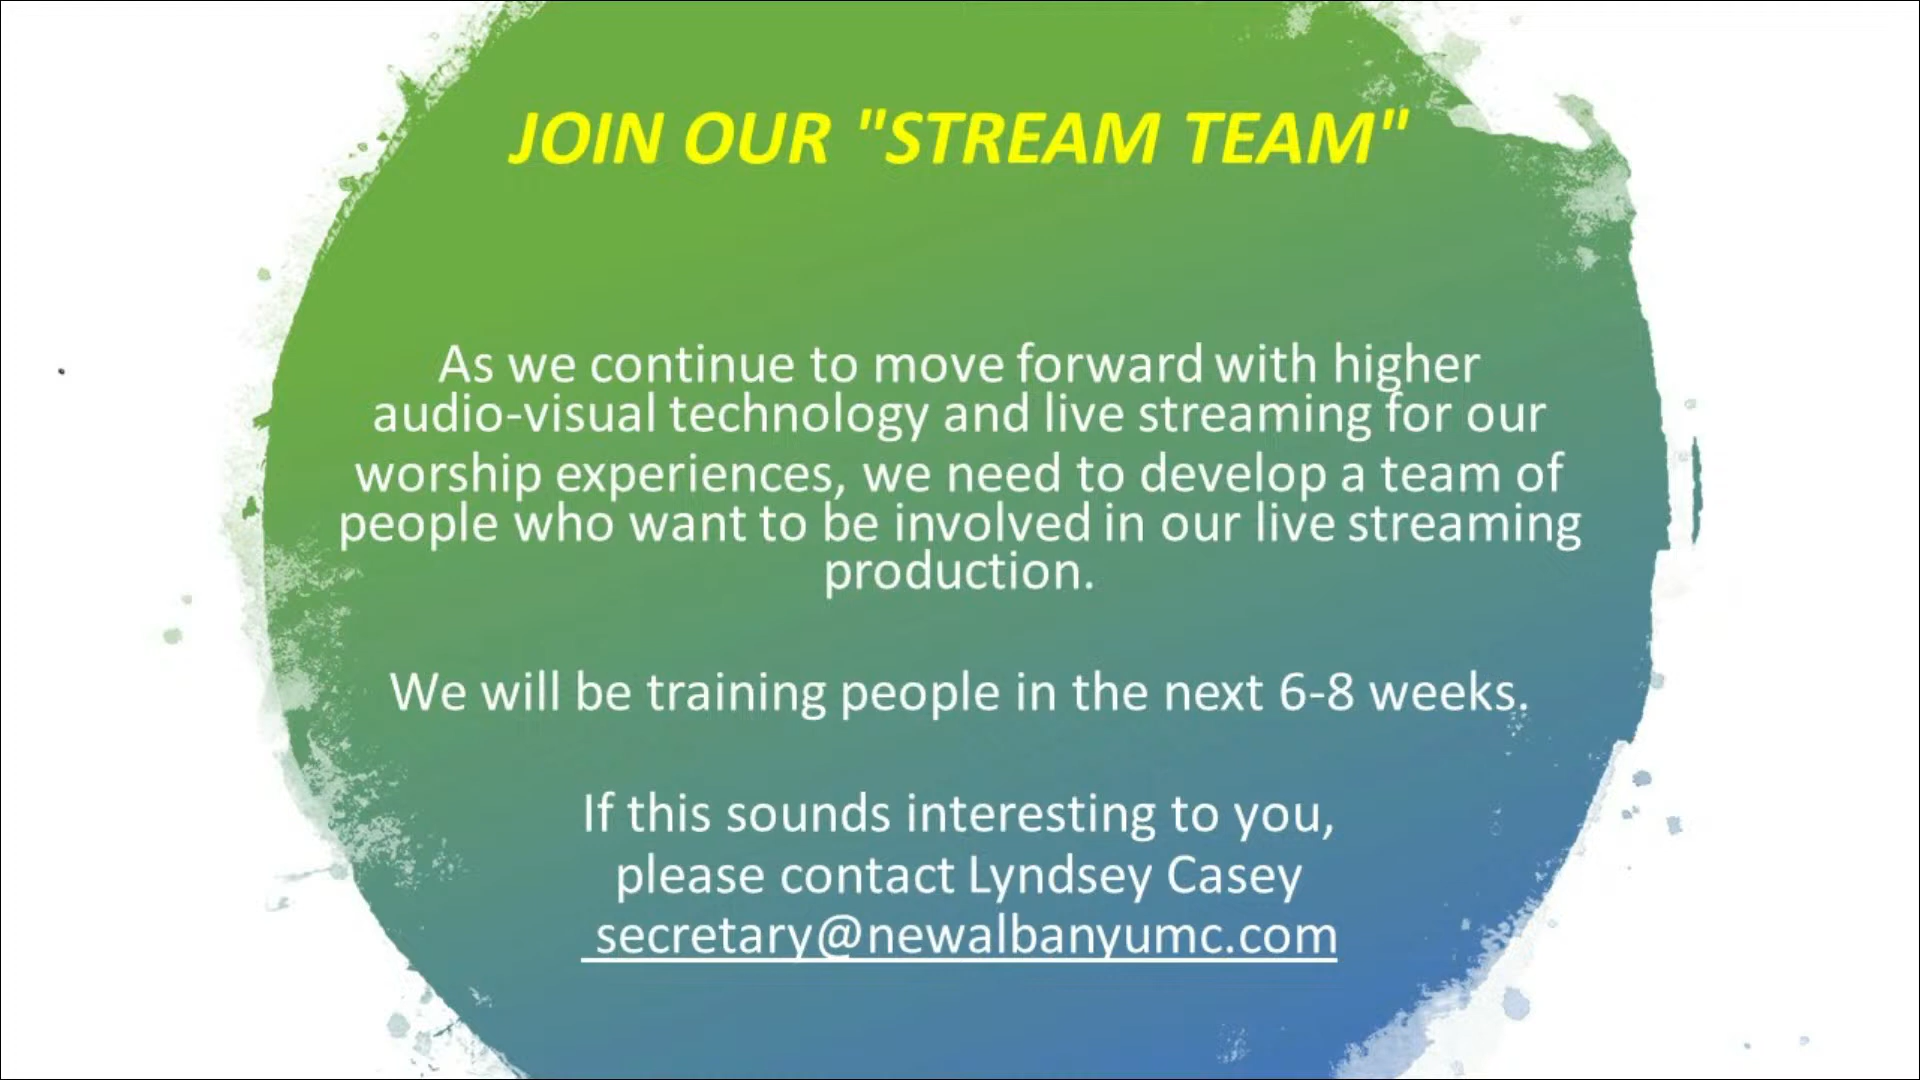 JOIN OUR "STREAM TEAM"
As we continue to move forward with higher
audio-visual technology and live streaming for our
worship experiences, we need to develop a team of
people who want to be involved in our live streaming
production.
We will be training people in the next 6-8 weeks.
If this sounds interesting to you,
please contact Lyndsey Casey
secretary@newalbanyumc.com